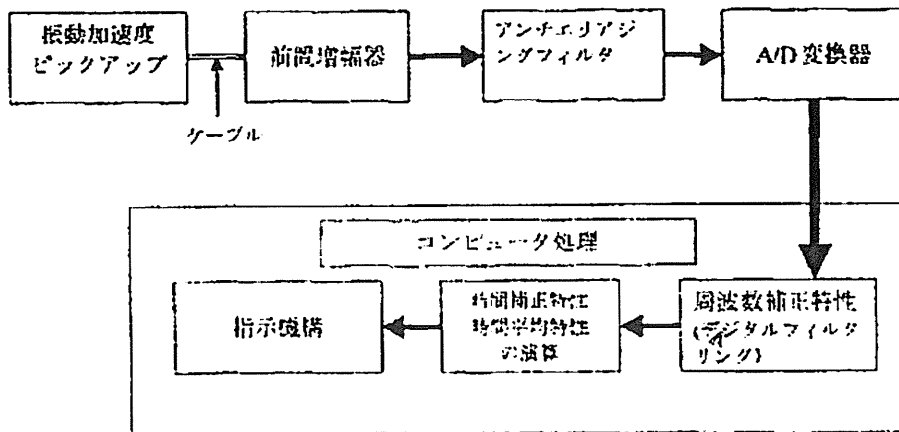 振動加速度
ピックアップ
前置増幅器
アンチエリアジ
ングフィルタ
A/D変換器
ケーブル
コンピュータ処理
指示機構
時間補正特性
時間平均特性
の演算
周波数補正特性
(デジタルフィルタ
リング)